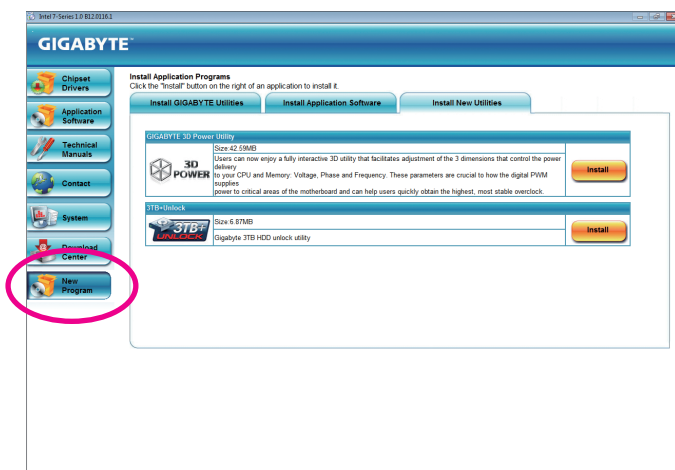 Intel 7-Series 1.0 B12.0116.1
GIGABYTE™
Chipset
Drivers
Application
Software
Technical
Manuals
Contact
System
Download
Center
New
Program
Install Application Programs
Click the "Install" button on the right of an application to install it.
Install GIGABYTE Utilities
Install Application Software
Install New Utilities
GIGABYTE 3D Power Utility
3D
POWER
Size:42.59MB
Users can now enjoy a fully interactive 3D utility that facilitates adjustment of the 3 dimensions that control the power
delivery
to your CPU and Memory: Voltage, Phase and Frequency. These parameters are crucial to how the digital PWM
supplies
power to critical areas of the motherboard and can help users quickly obtain the highest, most stable overclock.
Install
3TB+Unlock
3TB+
UNLOCK
Size:6.87MB
Gigabyte 3TB HDD unlock utility
Install